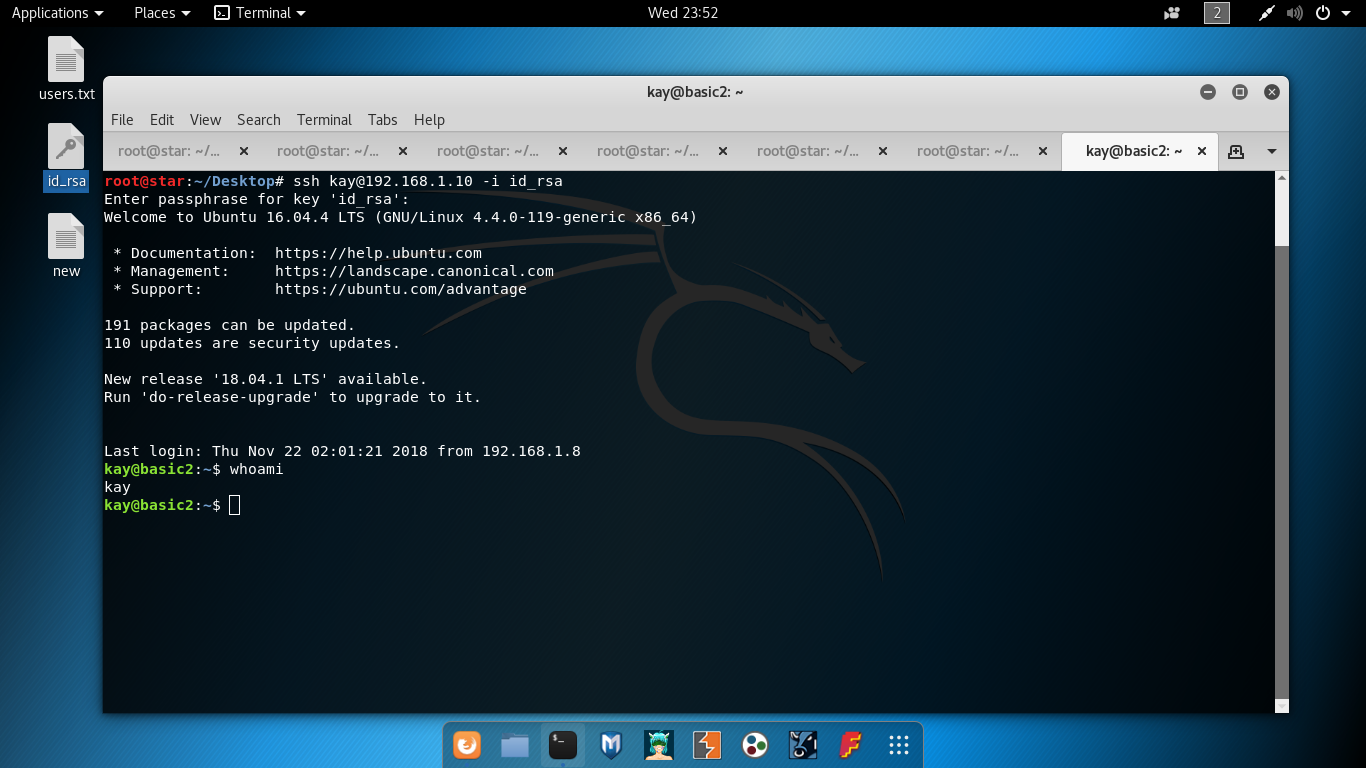 Applications Places Terminal Wed 23:52 2
users.txt
id_rsa
new
kay@basic2: ~
File Edit View Search Terminal Tabs Help
root@star: ~/... root@star: ~/... root@star: ~/... root@star: ~/... root@star: ~/... root@star: ~/... kay@basic2: ~
root@star:~/Desktop# ssh kay@192.168.1.10 -i id_rsa
Enter passphrase for key 'id_rsa':
Welcome to Ubuntu 16.04.4 LTS (GNU/Linux 4.4.0-119-generic x86_64)
* Documentation: https://help.ubuntu.com
* Management: https://landscape.canonical.com
* Support: https://ubuntu.com/advantage
191 packages can be updated.
110 updates are security updates.
New release '18.04.1 LTS' available.
Run 'do-release-upgrade' to upgrade to it.
Last login: Thu Nov 22 02:01:21 2018 from 192.168.1.8
kay@basic2:~$ whoami
kay
kay@basic2:~$